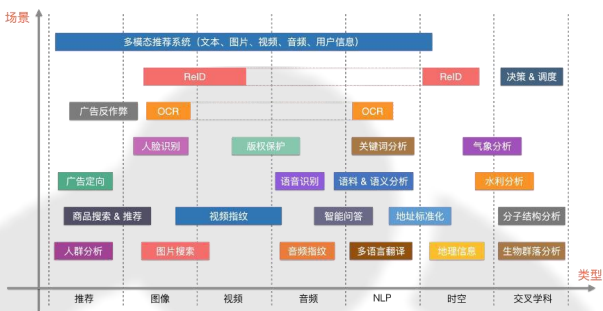 场景
多模态推荐系统（文本、图片、视频、音频、用户信息）
ReID
ReID
决策 & 调度
广告反作弊
OCR
OCR
人脸识别
版权保护
关键词分析
气象分析
广告定向
语音识别
语料 & 语义分析
水利分析
商品搜索 & 推荐
视频指纹
智能问答
地址标准化
分子结构分析
人群分析
图片搜索
音频指纹
多语言翻译
地理信息
生物群落分析
类型
推荐
图像
视频
音频
NLP
时空
交叉学科